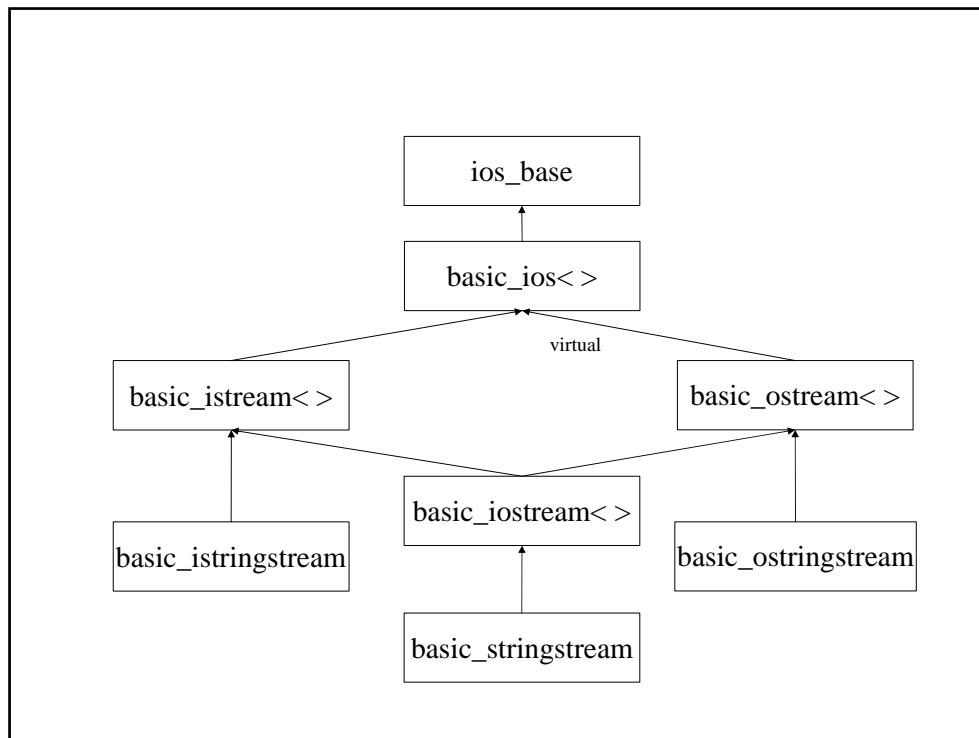 ios_base
basic_ios< >
virtual
basic_istream< >
basic_ostream< >
basic_iostream< >
basic_istringstream
basic_ostringstream
basic_stringstream